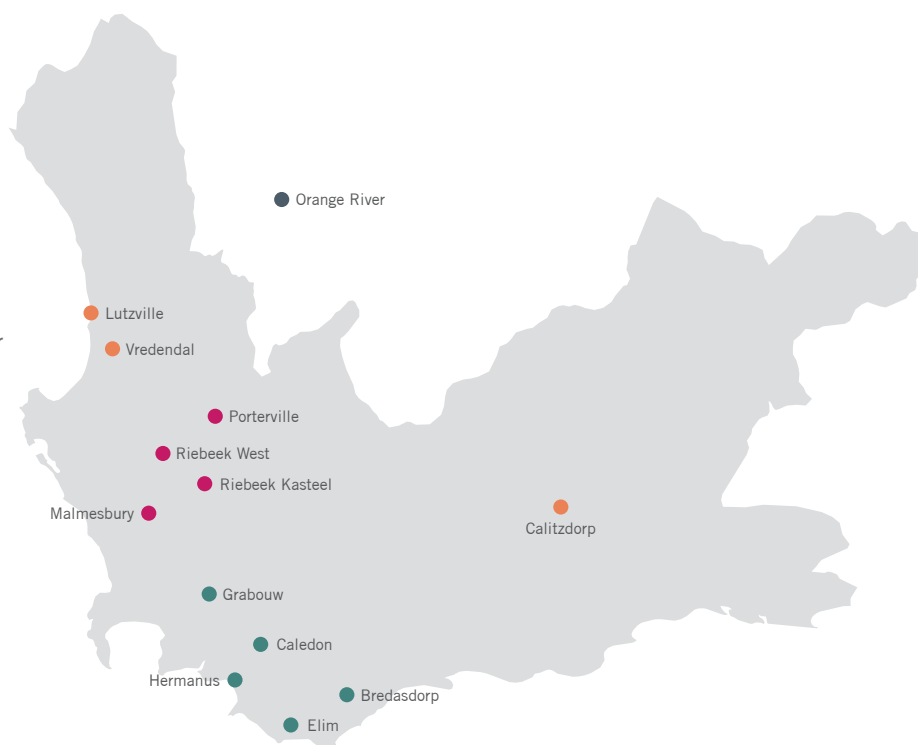 Orange River
Lutzville
Vredendal
Porterville
Riebeek West
Riebeek Kasteel
Malmesbury
Calitzdorp
Grabouw
Caledon
Hermanus
Bredasdorp
Elim